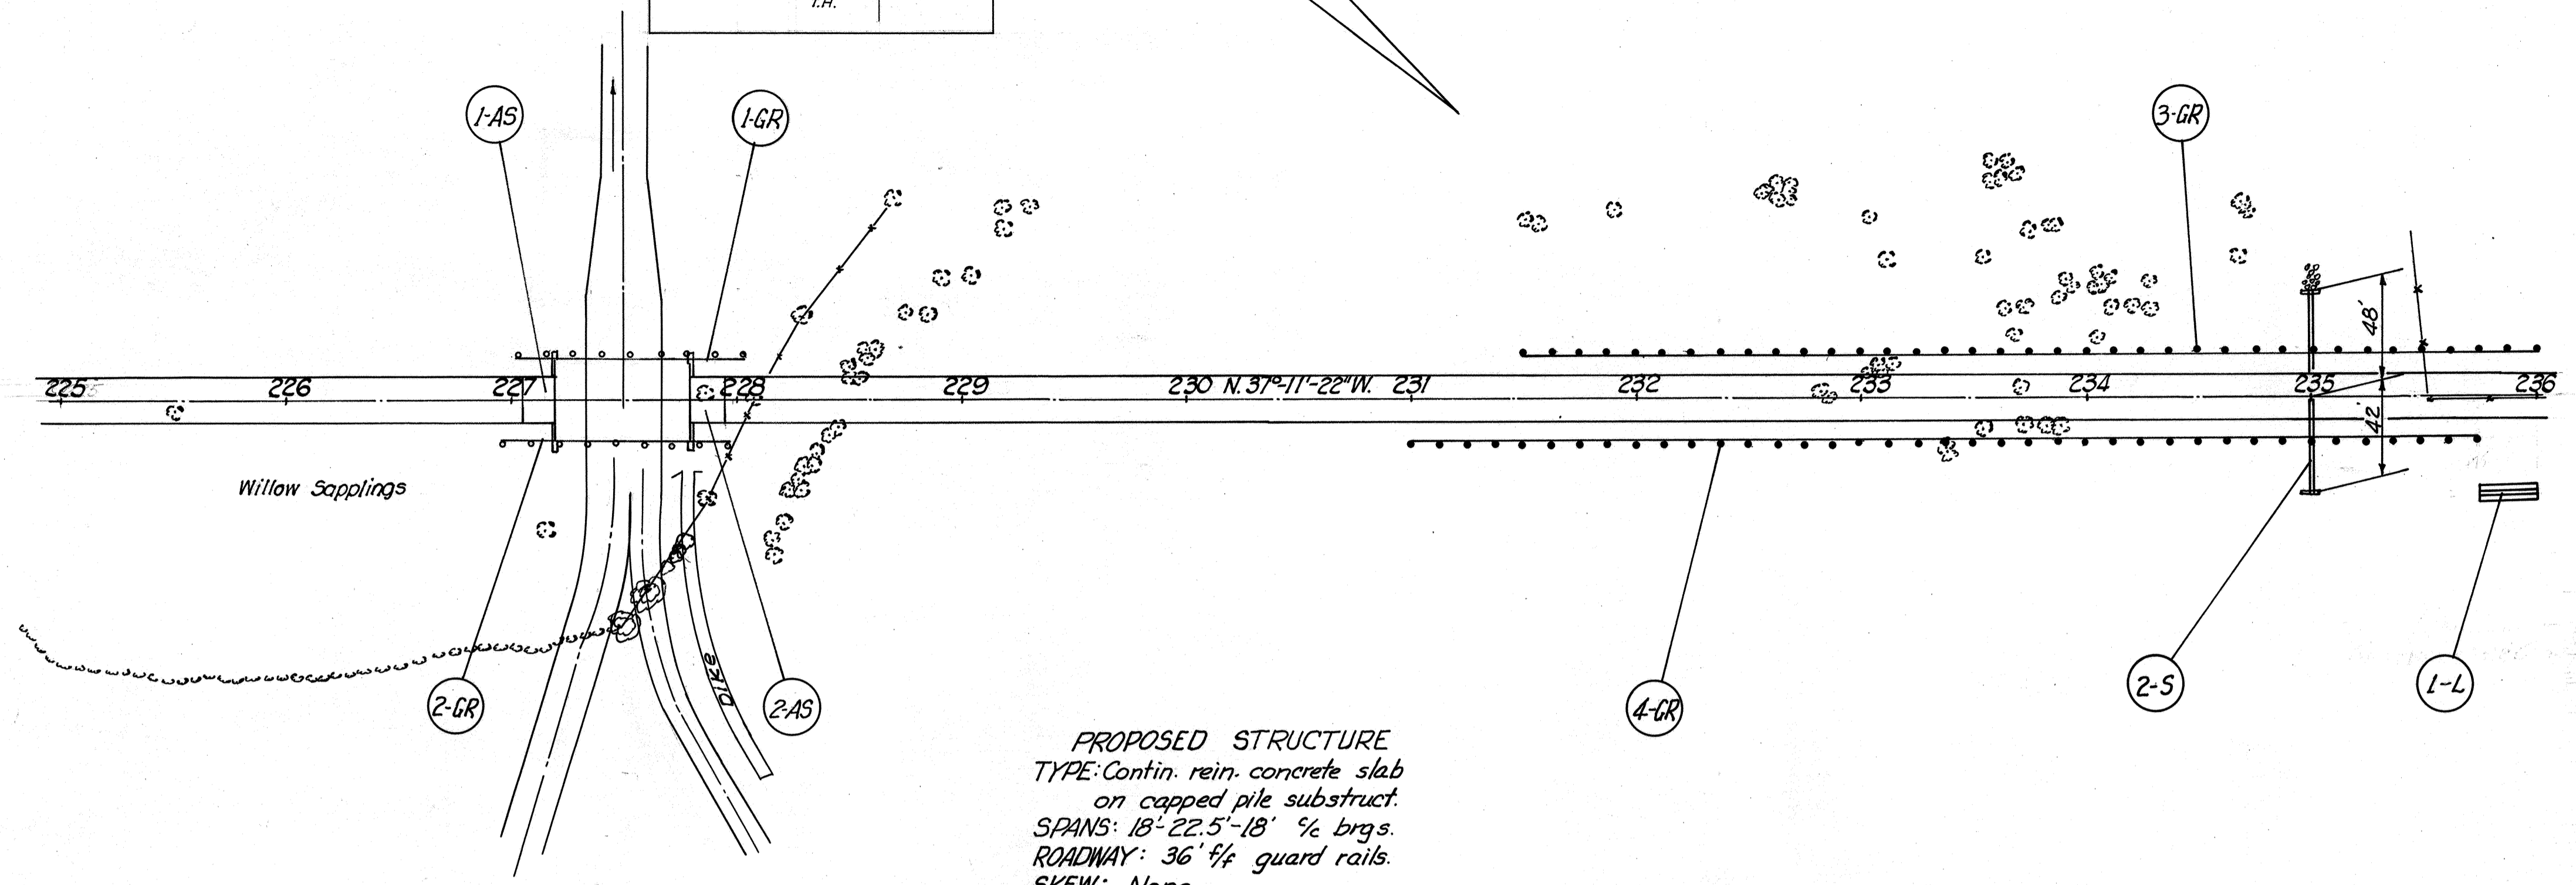 T.H.
1-AS
1-GR
3-GR
48'
225 226 227 228 229 230 N.37°-11'-22"W. 231 232 233 234 235 236
42'
Willow Sapplings
Dike
2-GR
2-AS
4-GR
2-S
1-L
PROPOSED STRUCTURE
TYPE: Contin. rein. concrete slab
on capped pile substruct.
SPANS: 18'-22.5'-18' c/c brgs.
ROADWAY: 36' f/f guard rails.
SKEW: None